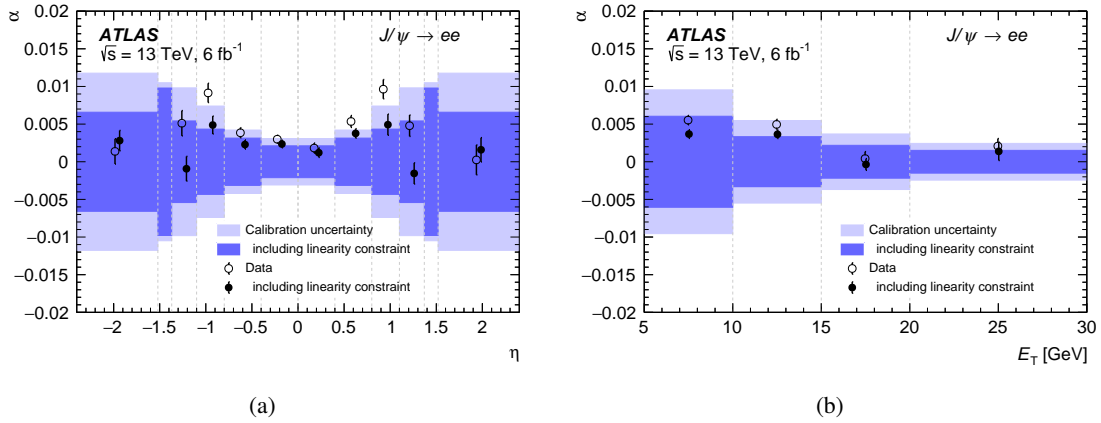 α
0.02
0.015
0.01
0.005
0
−0.005
−0.01
−0.015
−0.02
ATLAS
√s = 13 TeV, 6 fb⁻¹
J/ψ → ee
Calibration uncertainty
including linearity constraint
Data
including linearity constraint
−2 −1.5 −1 −0.5 0 0.5 1 1.5 2
η
(a)
α
0.02
0.015
0.01
0.005
0
−0.005
−0.01
−0.015
−0.02
ATLAS
√s = 13 TeV, 6 fb⁻¹
J/ψ → ee
Calibration uncertainty
including linearity constraint
Data
including linearity constraint
5 10 15 20 25 30
E_T [GeV]
(b)